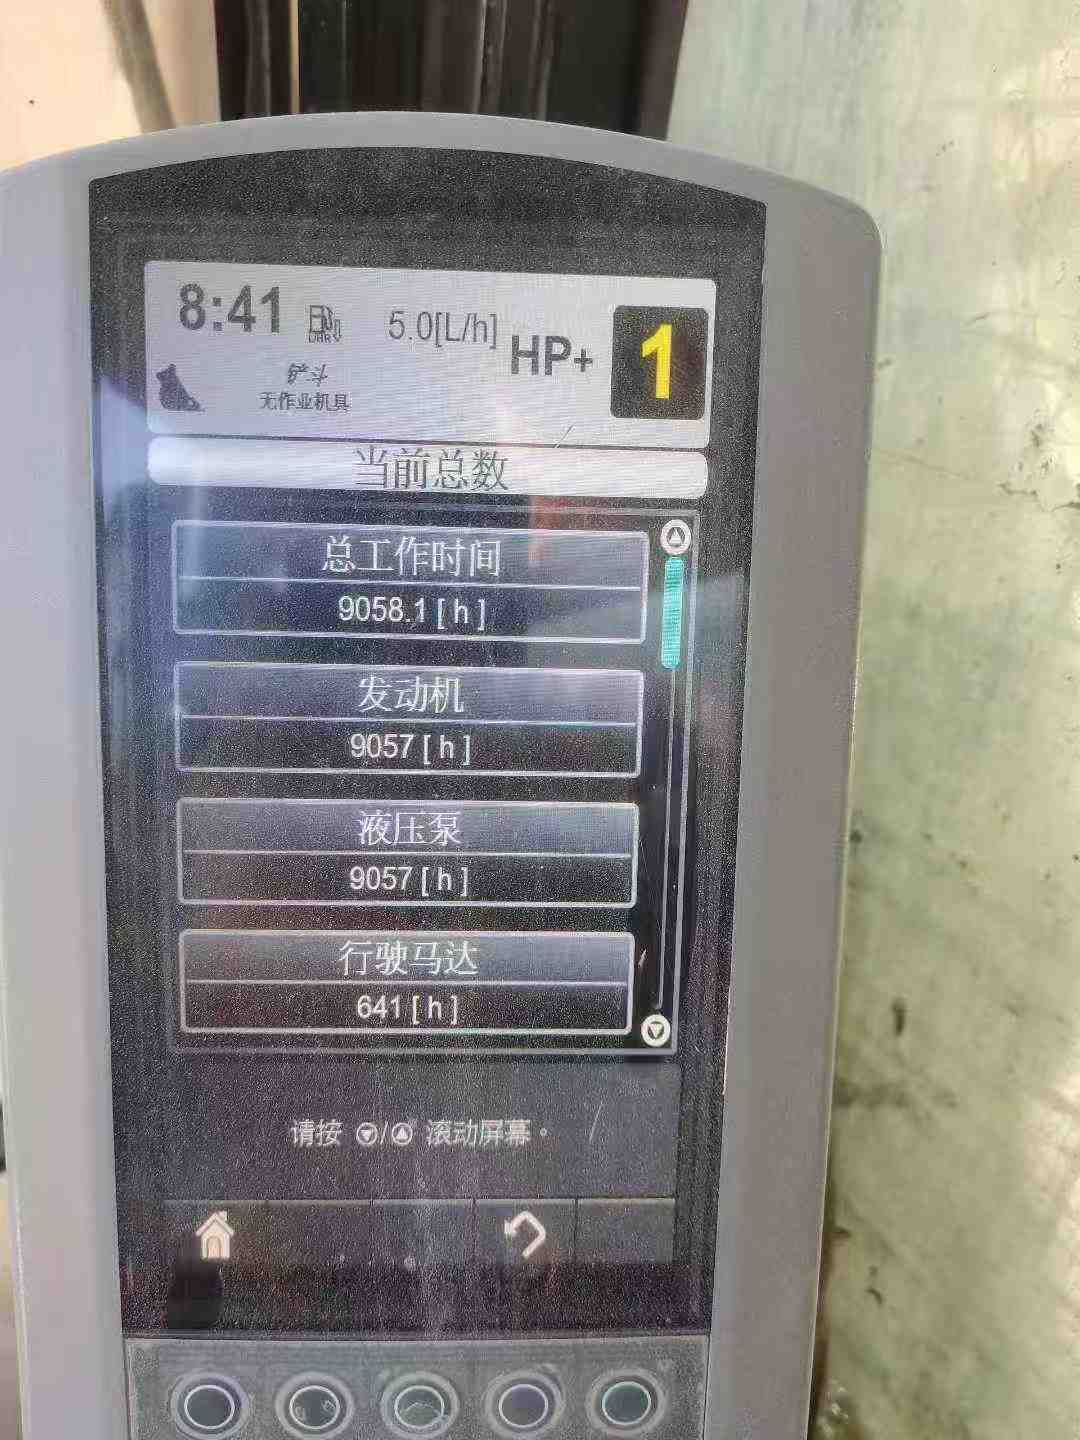 8:41
5.0[L/h]
HP+
1
矿卡
无作业机具
当前总数
总工作时间
9058.1 [ h ]
发动机
9057 [ h ]
液压泵
9057 [ h ]
行驶马达
641 [ h ]
请按 ▽/△ 滚动屏幕。